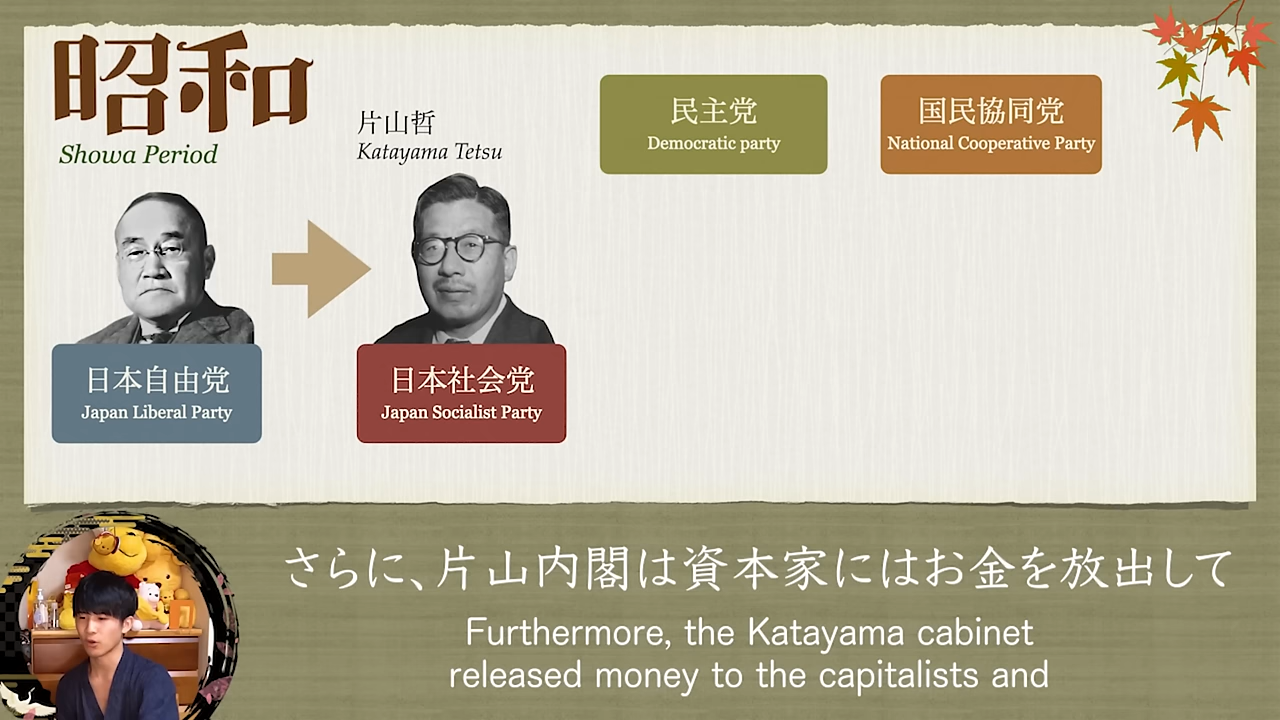 昭和
Showa Period
片山哲
Katayama Tetsu
民主党
Democratic party
国民協同党
National Cooperative Party
日本自由党
Japan Liberal Party
日本社会党
Japan Socialist Party
さらに、片山内閣は資本家にはお金を放出して
Furthermore, the Katayama cabinet
released money to the capitalists and